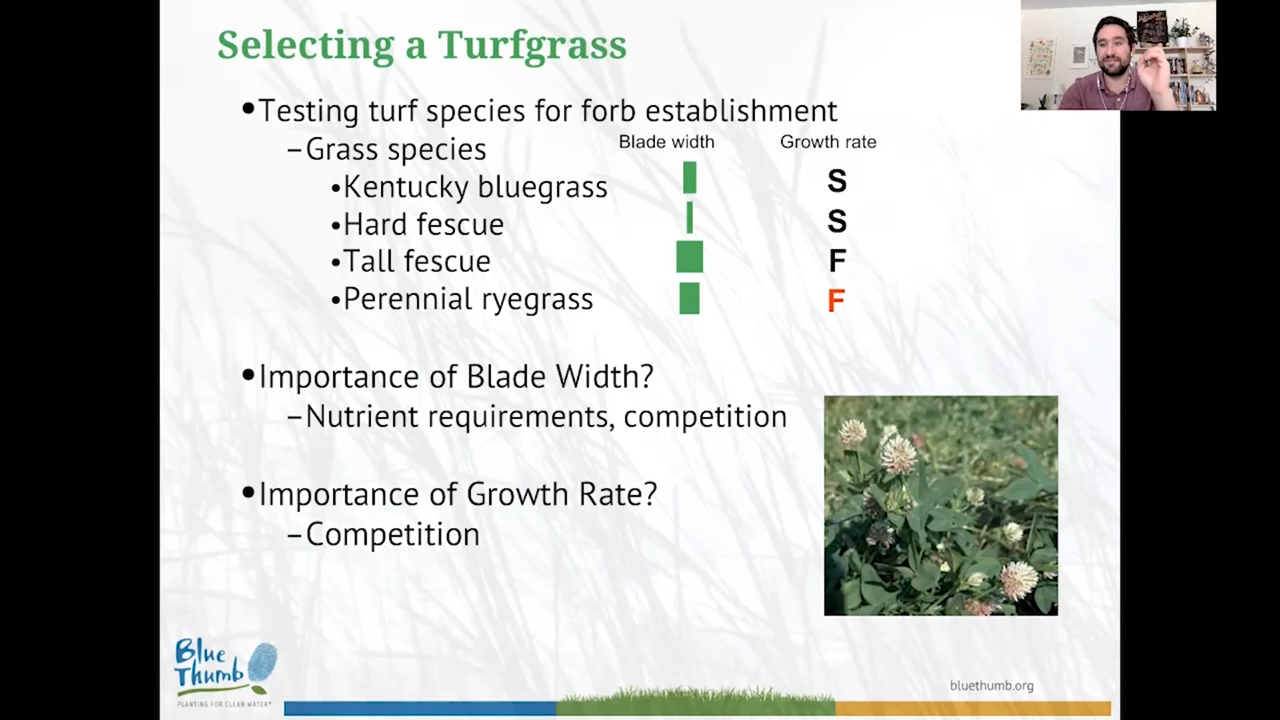 Selecting a Turfgrass
•Testing turf species for forb establishment
Blade width
Growth rate
–Grass species
•Kentucky bluegrass
S
•Hard fescue
S
•Tall fescue
F
•Perennial ryegrass
F
•Importance of Blade Width?
–Nutrient requirements, competition
•Importance of Growth Rate?
–Competition
Blue
Thumb
PLANTING FOR CLEAN WATER
bluethumb.org